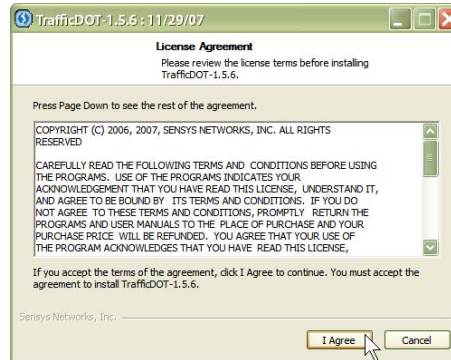 TrafficDOT-1.5.6 : 11/29/07
License Agreement
Please review the license terms before installing
TrafficDOT-1.5.6.
Press Page Down to see the rest of the agreement.
COPYRIGHT (C) 2006, 2007, SENSYS NETWORKS, INC. ALL RIGHTS
RESERVED
CAREFULLY READ THE FOLLOWING TERMS AND CONDITIONS BEFORE USING
THE PROGRAMS. USE OF THE PROGRAMS INDICATES YOUR
ACKNOWLEDGEMENT THAT YOU HAVE READ THIS LICENSE, UNDERSTAND IT,
AND AGREE TO BE BOUND BY ITS TERMS AND CONDITIONS. IF YOU DO
NOT AGREE TO THESE TERMS AND CONDITIONS, PROMPTLY RETURN THE
PROGRAMS AND USER MANUALS TO THE PLACE OF PURCHASE AND YOUR
PURCHASE PRICE WILL BE REFUNDED. YOU AGREE THAT YOUR USE OF
THE PROGRAM ACKNOWLEDGES THAT YOU HAVE READ THIS LICENSE,
If you accept the terms of the agreement, click I Agree to continue. You must accept the
agreement to install TrafficDOT-1.5.6.
Sensys Networks, Inc.
I Agree
Cancel